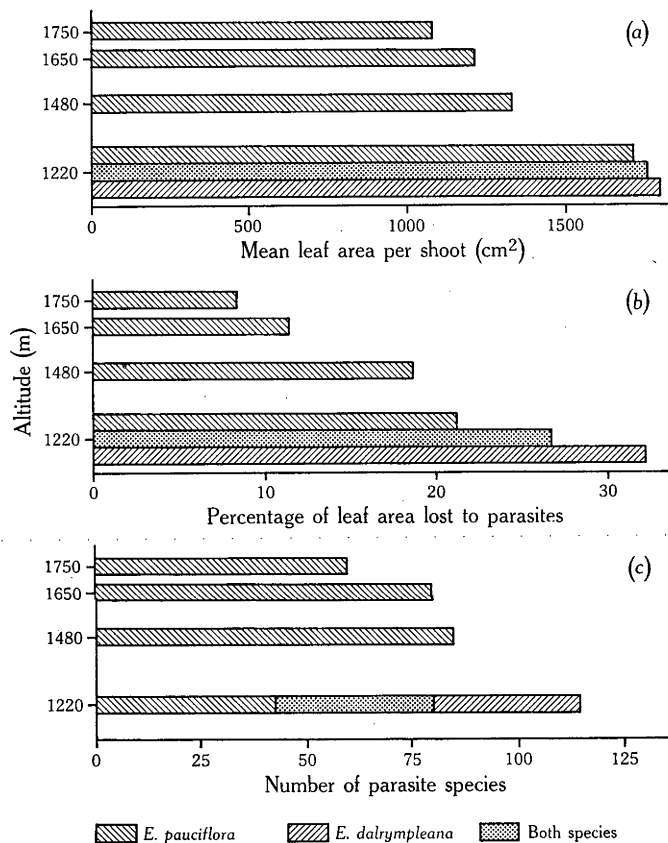 (a)
1750
1650
1480
1220
0 500 1000 1500
Mean leaf area per shoot (cm²)
(b)
1750
1650
1480
1220
0 10 20 30
Percentage of leaf area lost to parasites
Altitude (m)
(c)
1750
1650
1480
1220
0 25 50 75 100 125
Number of parasite species
E. pauciflora E. dalrympleana Both species